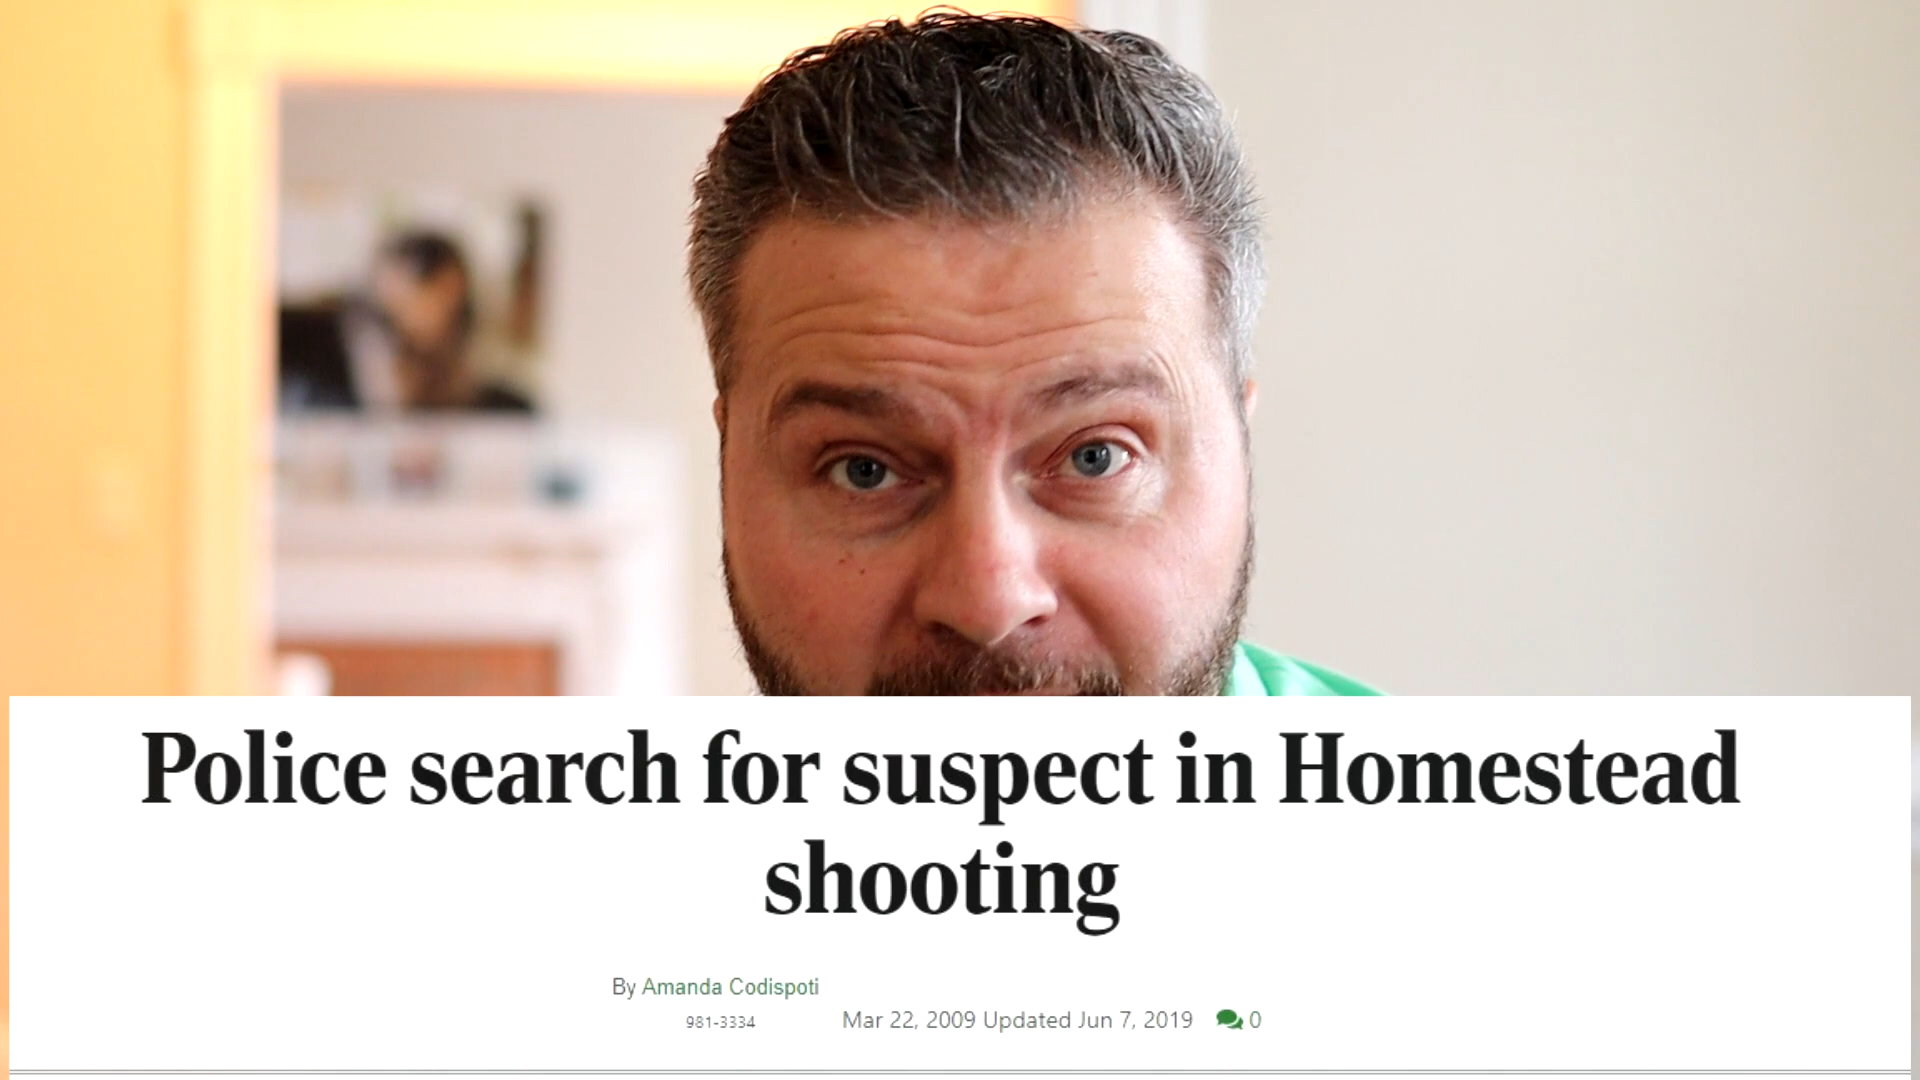 Police search for suspect in Homestead
shooting
By Amanda Codispoti
981-3334
Mar 22, 2009 Updated Jun 7, 2019 0